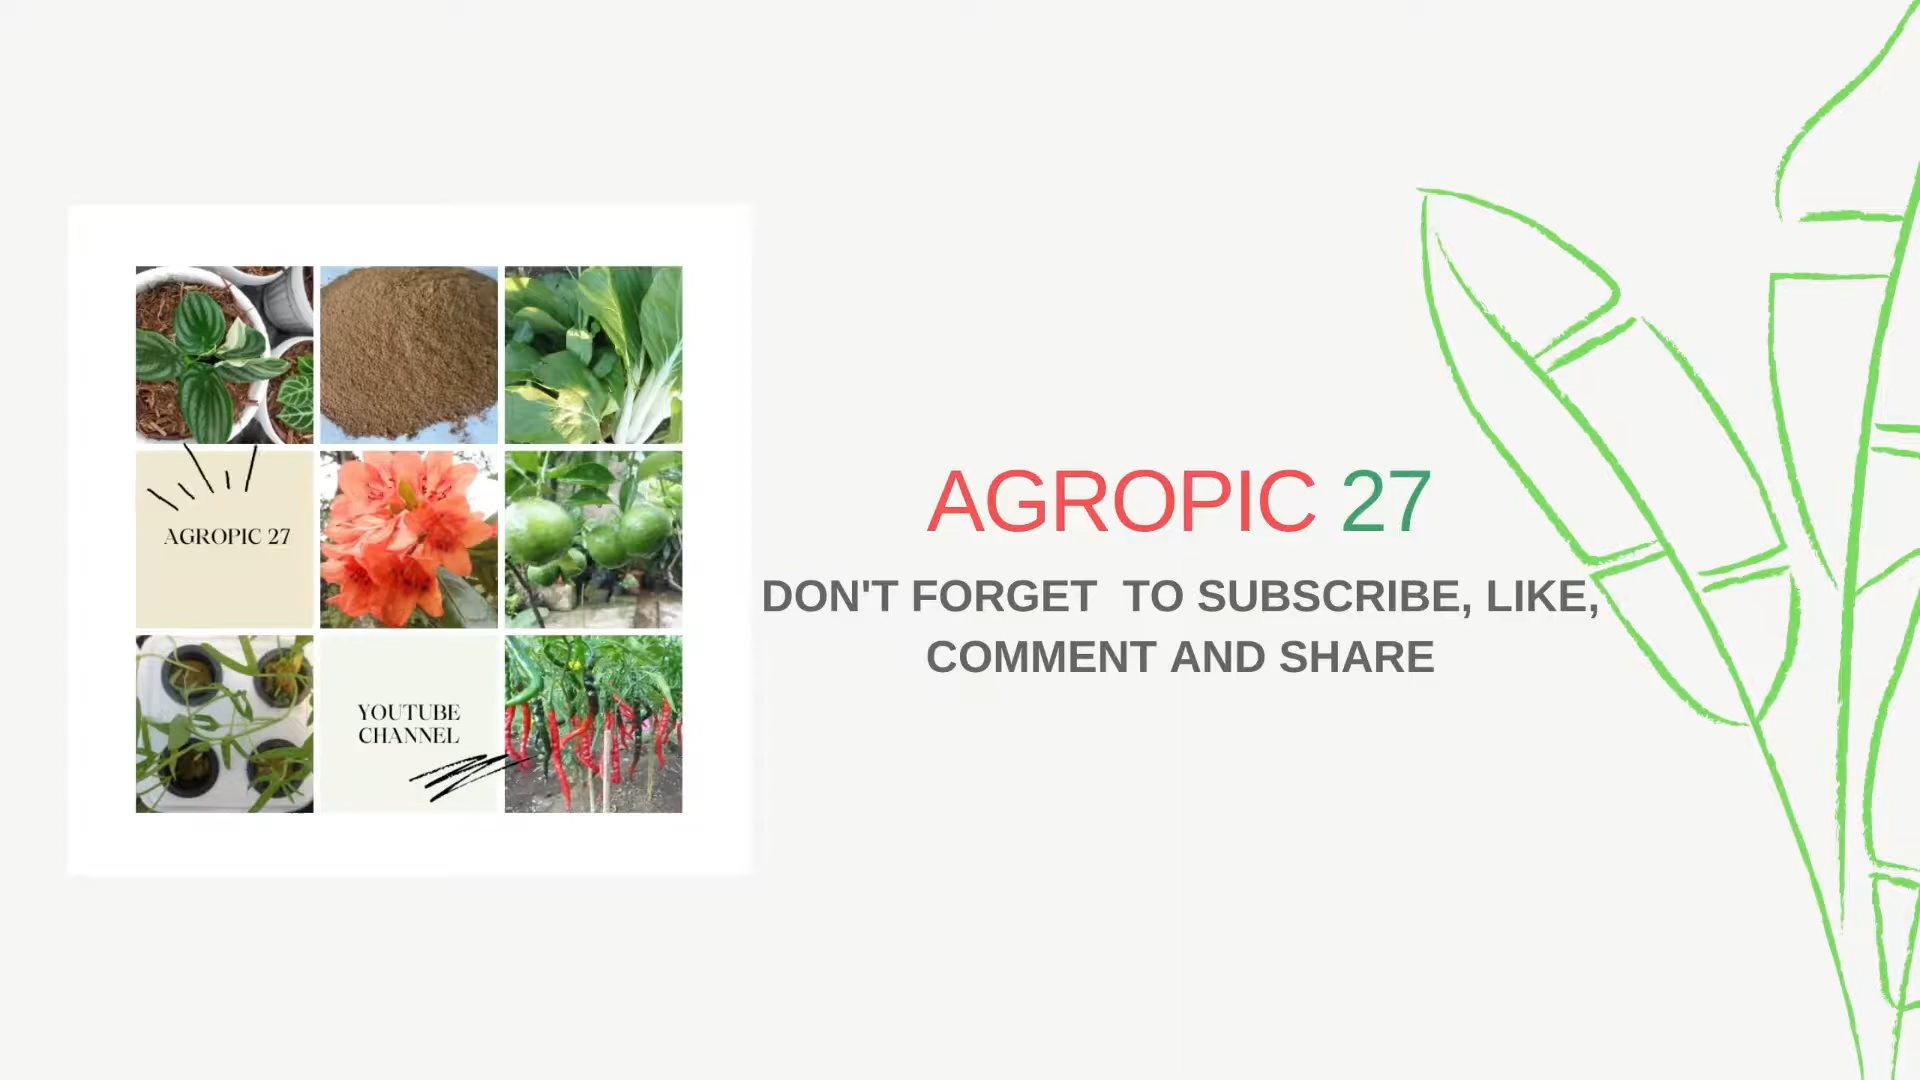 AGROPIC 27
YOUTUBE
CHANNEL
AGROPIC 27
DON'T FORGET  TO SUBSCRIBE, LIKE,
COMMENT AND SHARE